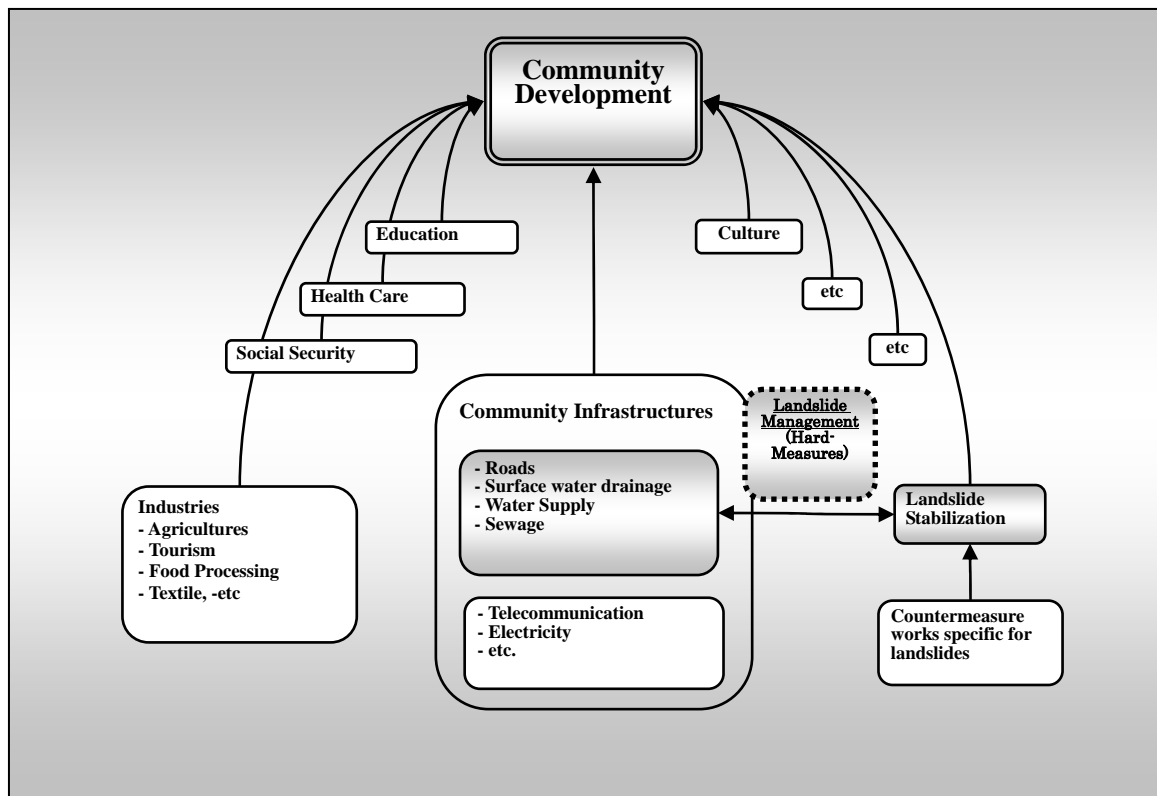 Community
Development
Education
Culture
Health Care
etc
Social Security
etc
Community Infrastructures
Landslide
Management
(Hard-
Measures)
- Roads
- Surface water drainage
- Water Supply
- Sewage
Industries
- Agricultures
- Tourism
- Food Processing
- Textile, -etc
Landslide
Stabilization
- Telecommunication
- Electricity
- etc.
Countermeasure
works specific for
landslides